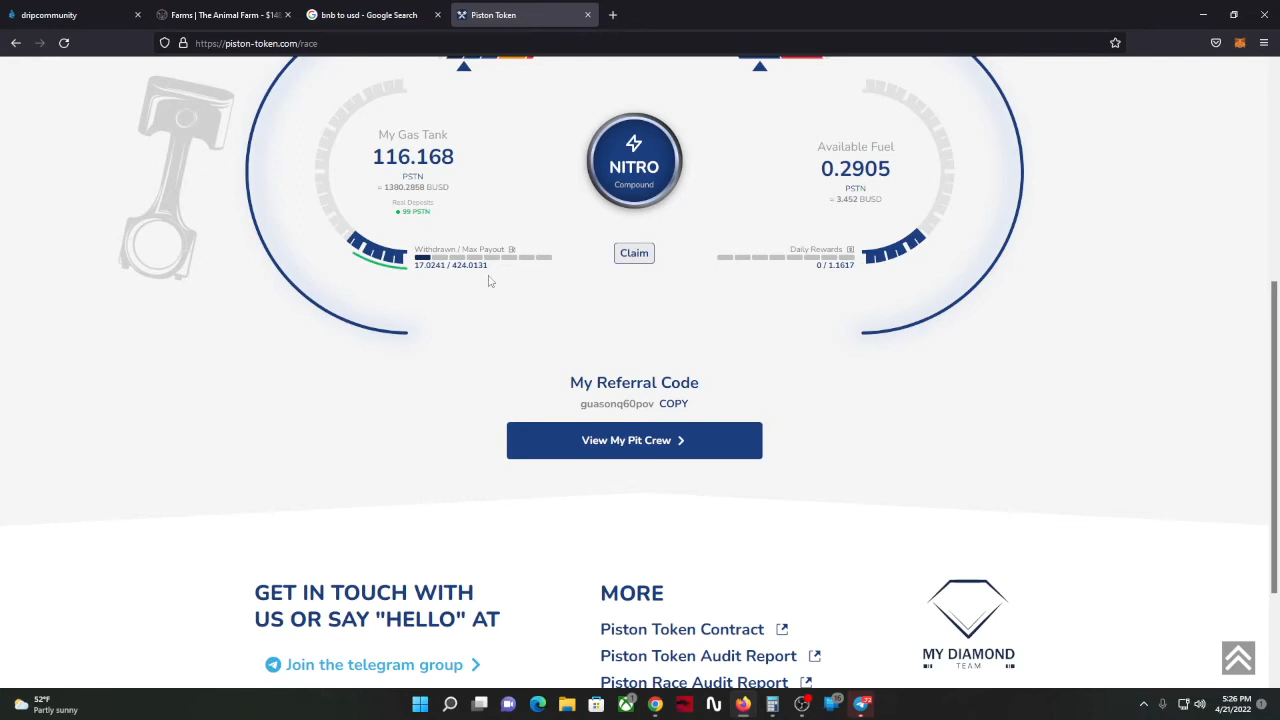 dripcommunity
Farms | The Animal Farm - $14
bnb to usd - Google Search
Piston Token
https://piston-token.com/race
My Gas Tank
116.168
PSTN
= 1380.2858 BUSD
Real Deposits
99 PSTN
Withdrawn / Max Payout
17.0241 / 424.0131
NITRO
Compound
Claim
Available Fuel
0.2905
PSTN
= 3.452 BUSD
Daily Rewards
0 / 1.1617
My Referral Code
guasonq60pov COPY
View My Pit Crew
GET IN TOUCH WITH
US OR SAY "HELLO" AT
Join the telegram group
MORE
Piston Token Contract
Piston Token Audit Report
Piston Race Audit Report
MY DIAMOND
TEAM
52°F
Partly sunny
5:26 PM
4/21/2022